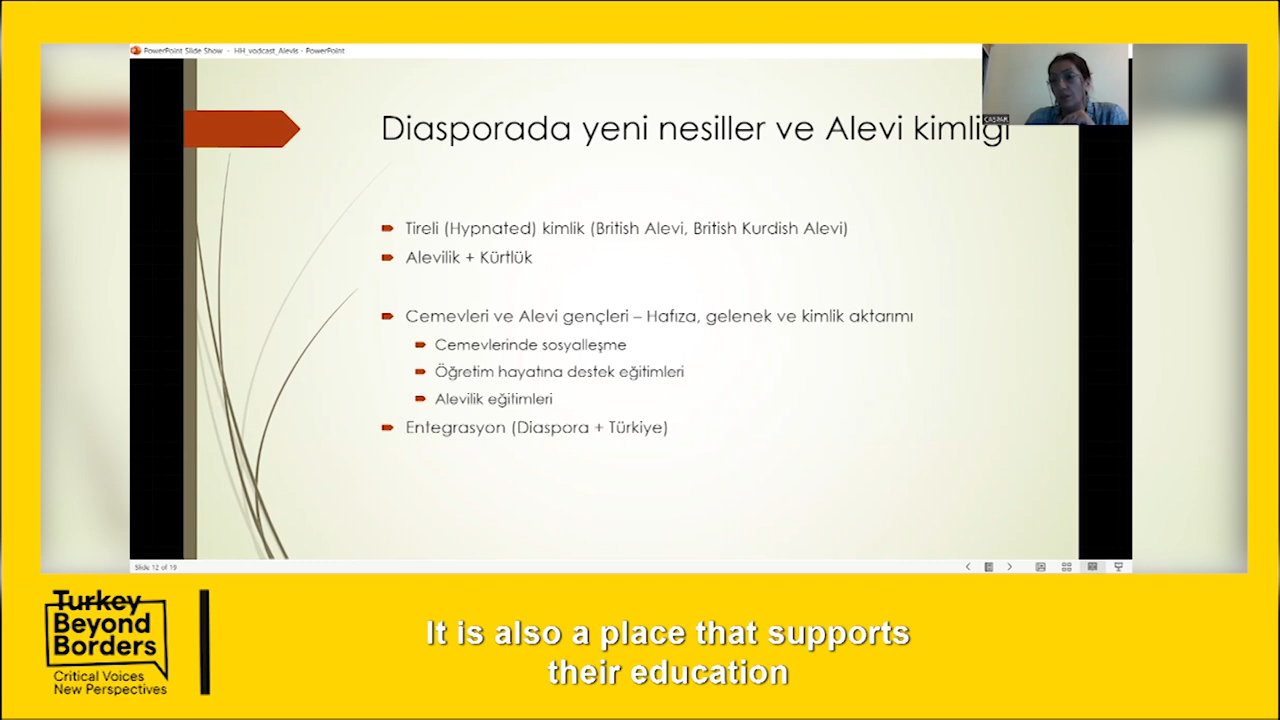 PowerPoint Slide Show - HH_vodcast_Alevis - PowerPoint
Diasporada yeni nesiller ve Alevi kimliği
Tireli (Hypnated) kimlik (British Alevi, British Kurdish Alevi)
Alevilik + Kürtlük
Cemevleri ve Alevi gençleri – Hafıza, gelenek ve kimlik aktarımı
Cemevlerinde sosyalleşme
Öğretim hayatına destek eğitimleri
Alevilik eğitimleri
Entegrasyon (Diaspora + Türkiye)
Slide 12 of 19
Turkey
Beyond
Borders
Critical Voices
New Perspectives
It is also a place that supports
their education